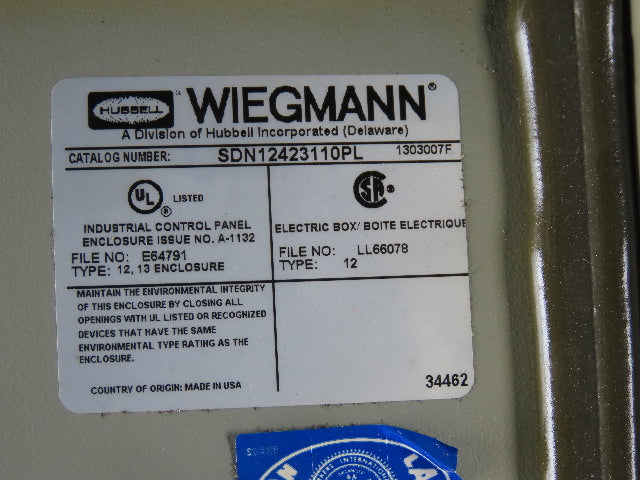 HUBBELL WIEGMANN®
A Division of Hubbell Incorporated (Delaware)
CATALOG NUMBER: SDN12423110PL 1303007F
UL LISTED ®
INDUSTRIAL CONTROL PANEL
ENCLOSURE ISSUE NO. A-1132
FILE NO: E64791
TYPE: 12, 13 ENCLOSURE
SA ®
ELECTRIC BOX/ BOITE ELECTRIQUE
FILE NO: LL66078
TYPE: 12
MAINTAIN THE ENVIRONMENTAL INTEGRITY
OF THIS ENCLOSURE BY CLOSING ALL
OPENINGS WITH UL LISTED OR RECOGNIZED
DEVICES THAT HAVE THE SAME
ENVIRONMENTAL TYPE RATING AS THE
ENCLOSURE.
COUNTRY OF ORIGIN: MADE IN USA
34462